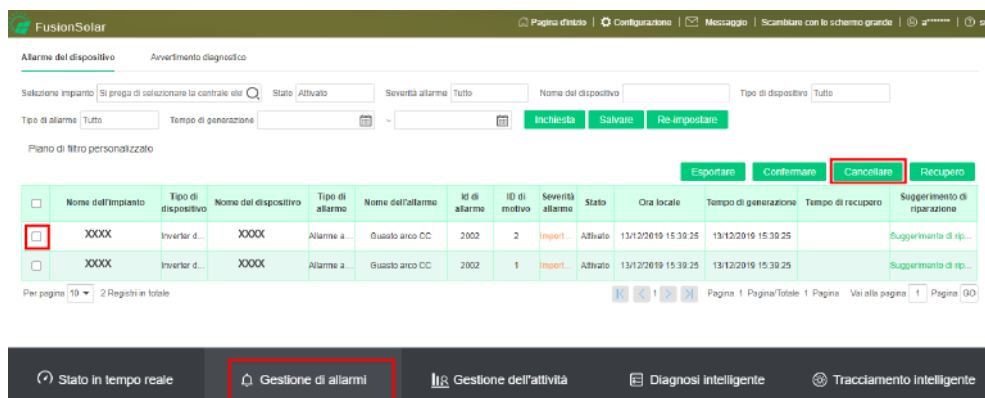 FusionSolar Pagina d'inizio | Configurazione | Messaggio | Scambiare con lo schermo grande | a******* |
Allarme del dispositivo Avvertimento diagnostico
Selezione impianto Si prega di selezionare la centrale ele Stato Attivato Severità allarme Tutto Nome del dispositivo Tipo di dispositivo Tutto
Tipo di allarme Tutto Tempo di generazione ~ Inchiesta Salvare Re-impostare
Piano di filtro personalizzato
Esportare Confermare Cancellare Recupero
Nome dell'impianto Tipo di dispositivo Nome del dispositivo Tipo di allarme Nome dell'allarme Id di allarme ID di motivo Severità allarme Stato Ora locale Tempo di generazione Tempo di recupero Suggerimento di riparazione
XXXX Inverter d... XXXX Allarme a... Guasto arco CC 2002 2 Import... Attivato 13/12/2019 15:39:25 13/12/2019 15:39:25 Suggerimento di rip...
XXXX Inverter d... XXXX Allarme a... Guasto arco CC 2002 1 Import... Attivato 13/12/2019 15:39:25 13/12/2019 15:39:25 Suggerimento di rip...
Per pagina 10 2 Registri in totale 1 Pagina 1 Pagina/Totale 1 Pagina Vai alla pagina 1 Pagina GO
Stato in tempo reale Gestione di allarmi Gestione dell'attività Diagnosi intelligente Tracciamento intelligente